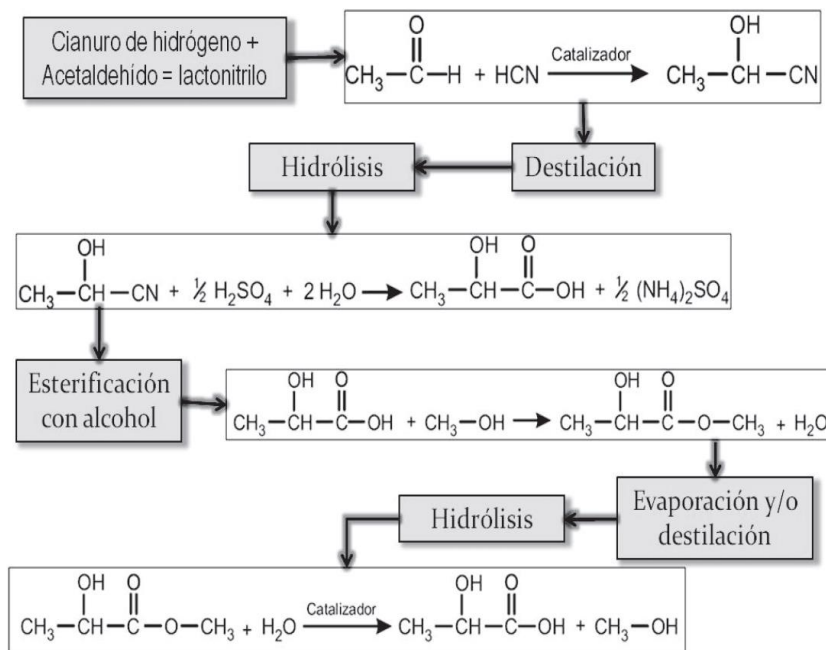 Cianuro de hidrógeno +
Acetaldehído = lactonitrilo
O
CH₃—C—H + HCN Catalizador → OH
CH₃—CH—CN
Hidrólisis
Destilación
OH
CH₃—CH—CN + ½ H₂SO₄ + 2 H₂O → CH₃—CH—C—OH + ½ (NH₄)₂SO₄
OH O
Esterificación
con alcohol
OH O
CH₃—CH—C—OH + CH₃—OH → CH₃—CH—C—O—CH₃ + H₂O
OH O
Hidrólisis
Evaporación y/o
destilación
OH O
CH₃—CH—C—O—CH₃ + H₂O Catalizador → CH₃—CH—C—OH + CH₃—OH
OH O